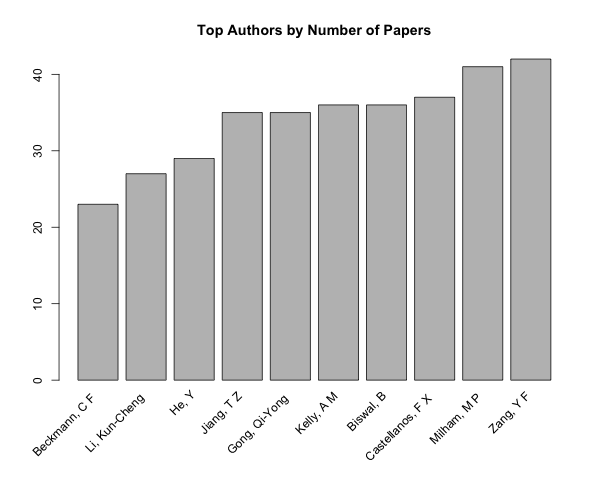 Top Authors by Number of Papers
40
30
20
10
0
Beckmann, C F
Li, Kun-Cheng
He, Y
Jiang, T Z
Gong, Qi-Yong
Kelly, A M
Biswal, B
Castellanos, F X
Milham, M P
Zang, Y F